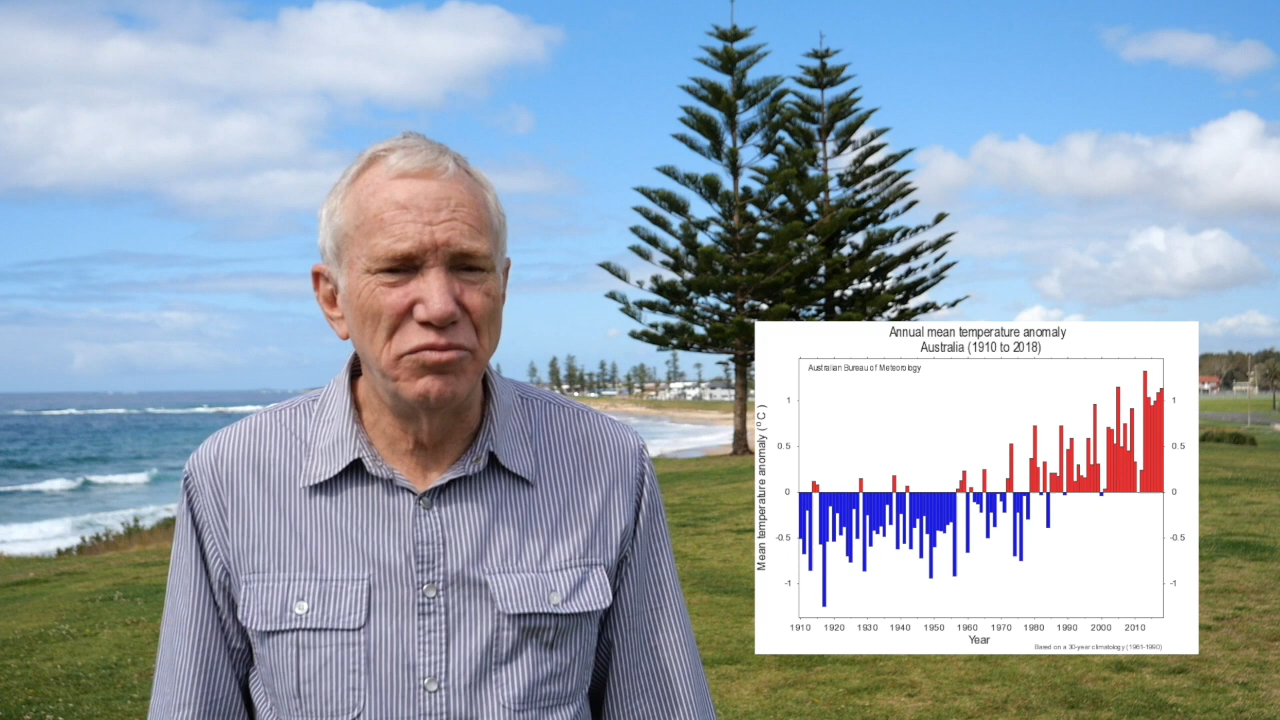 Annual mean temperature anomaly
Australia (1910 to 2018)
Australian Bureau of Meteorology
Mean temperature anomaly (°C)
1
0.5
0
-0.5
-1
1
0.5
0
-0.5
-1
1910 1920 1930 1940 1950 1960 1970 1980 1990 2000 2010
Year
Based on a 30-year climatology (1961-1990)